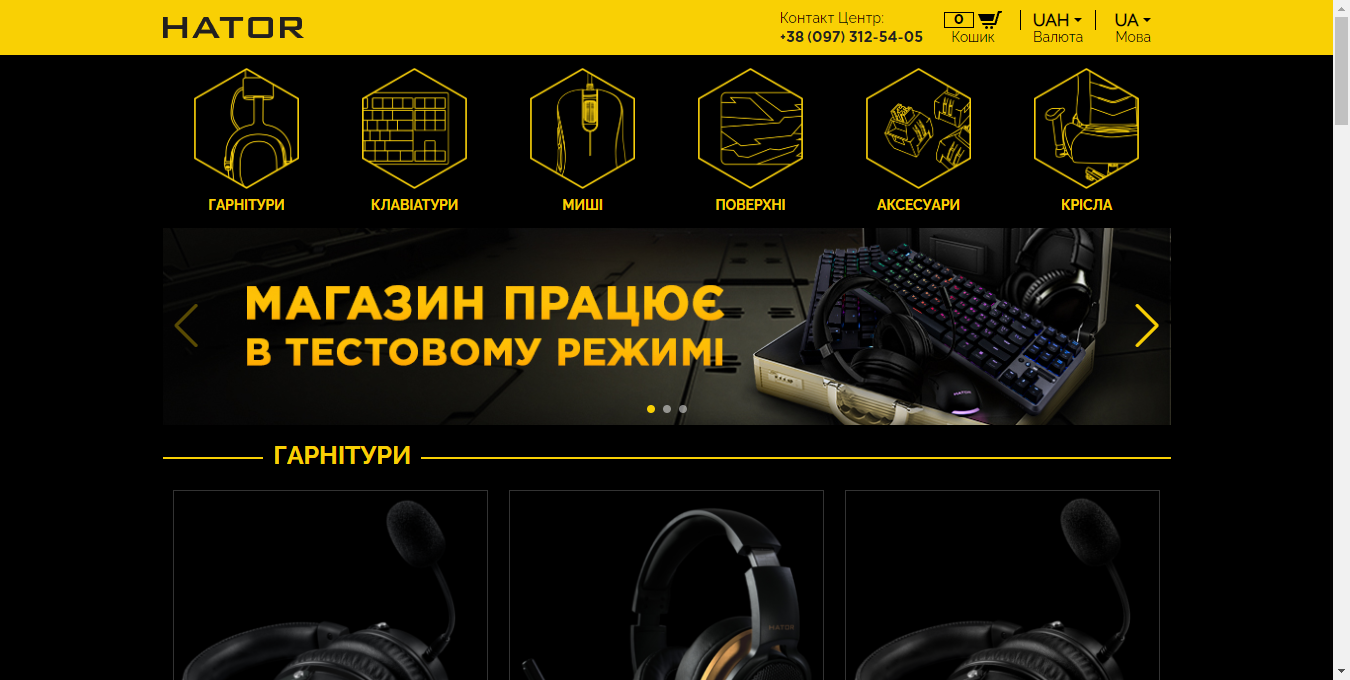 HATOR
Контакт Центр:
+38 (097) 312-54-05
0
Кошик
UAH
Валюта
UA
Мова
ГАРНІТУРИ
КЛАВІАТУРИ
МИШІ
ПОВЕРХНІ
АКСЕСУАРИ
КРІСЛА
МАГАЗИН ПРАЦЮЄ
В ТЕСТОВОМУ РЕЖИМІ
HATOR
ГАРНІТУРИ
HATOR